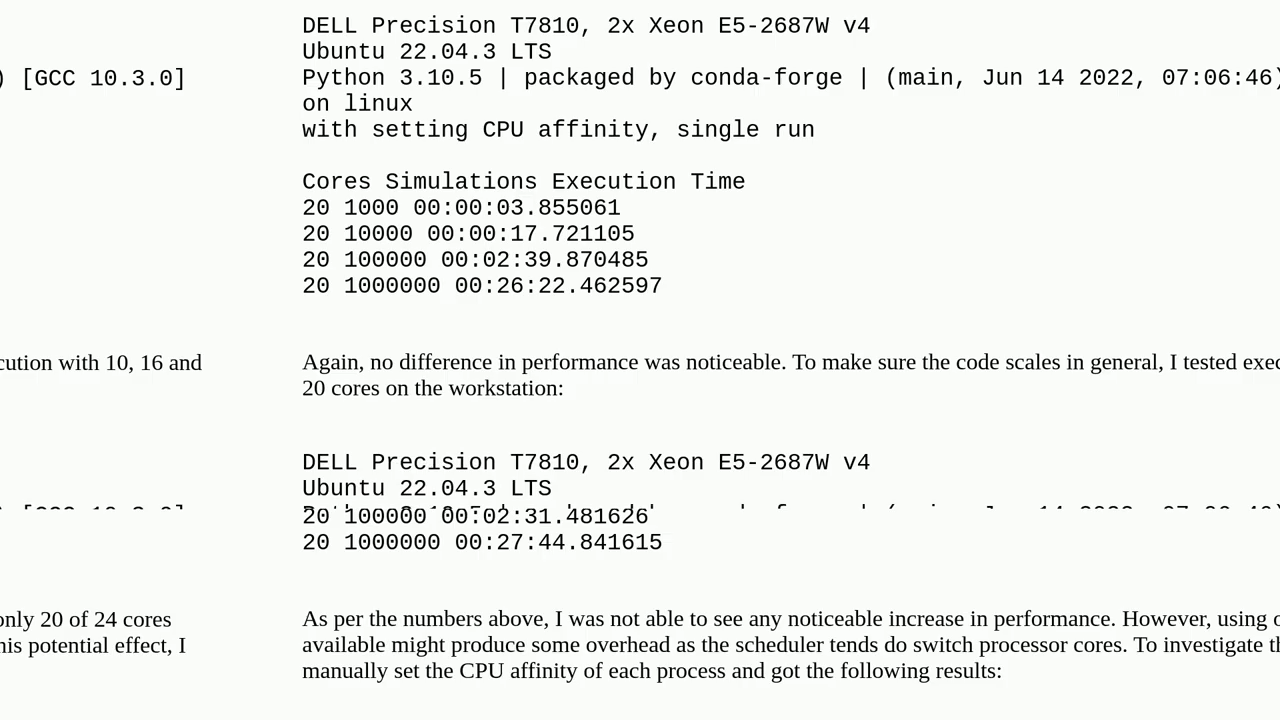 DELL Precision T7810, 2x Xeon E5-2687W v4
Ubuntu 22.04.3 LTS
) [GCC 10.3.0]
Python 3.10.5 | packaged by conda-forge | (main, Jun 14 2022, 07:06:46)
on linux
with setting CPU affinity, single run
Cores Simulations Execution Time
20 1000 00:00:03.855061
20 10000 00:00:17.721105
20 100000 00:02:39.870485
20 1000000 00:26:22.462597
cution with 10, 16 and
Again, no difference in performance was noticeable. To make sure the code scales in general, I tested exec
20 cores on the workstation:
DELL Precision T7810, 2x Xeon E5-2687W v4
Ubuntu 22.04.3 LTS
20 100000 00:02:31.481626
20 1000000 00:27:44.841615
only 20 of 24 cores
As per the numbers above, I was not able to see any noticeable increase in performance. However, using o
his potential effect, I
available might produce some overhead as the scheduler tends do switch processor cores. To investigate th
manually set the CPU affinity of each process and got the following results: